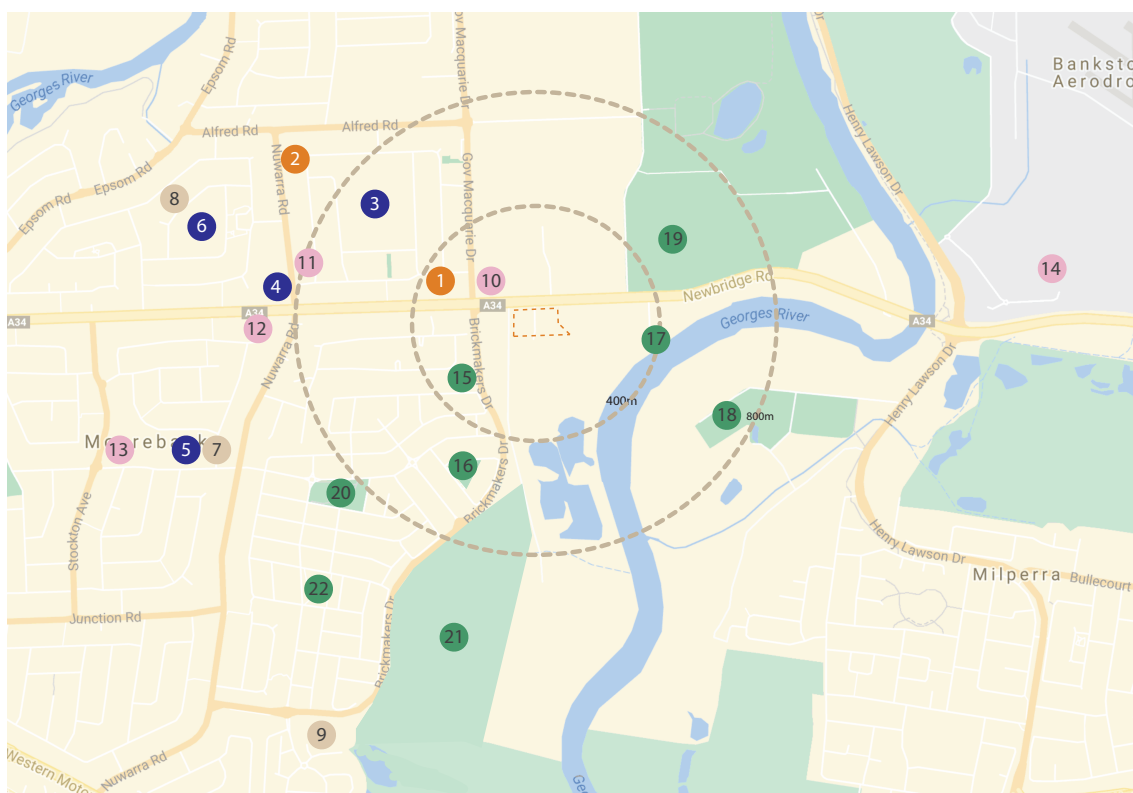 Gov Macquarie Dr
Dr
Epsom Rd
Bankst
Aerodro
Georges River
Alfred Rd
Alfred Rd
Henry Lawson Dr
2
Nuwarra Rd
Gov Macquarie Dr
Epsom Rd
8
3
Epsom Rd
6
19
11
14
4
1
10
Newbridge Rd
A34
A34
A34
A34
12
Georges River
17
Nuwarra Rd
Brickmakers Dr
Henry Lawson Dr
15
400m
18
800m
Moorebank
13
5
7
16
Brickmakers Dr
20
Stockton Ave
Henry Lawson Dr
Milperra
Bullecourt
22
Junction Rd
Brickmakers Dr
21
9
Western Moto
Nuwarra Rd
Geo